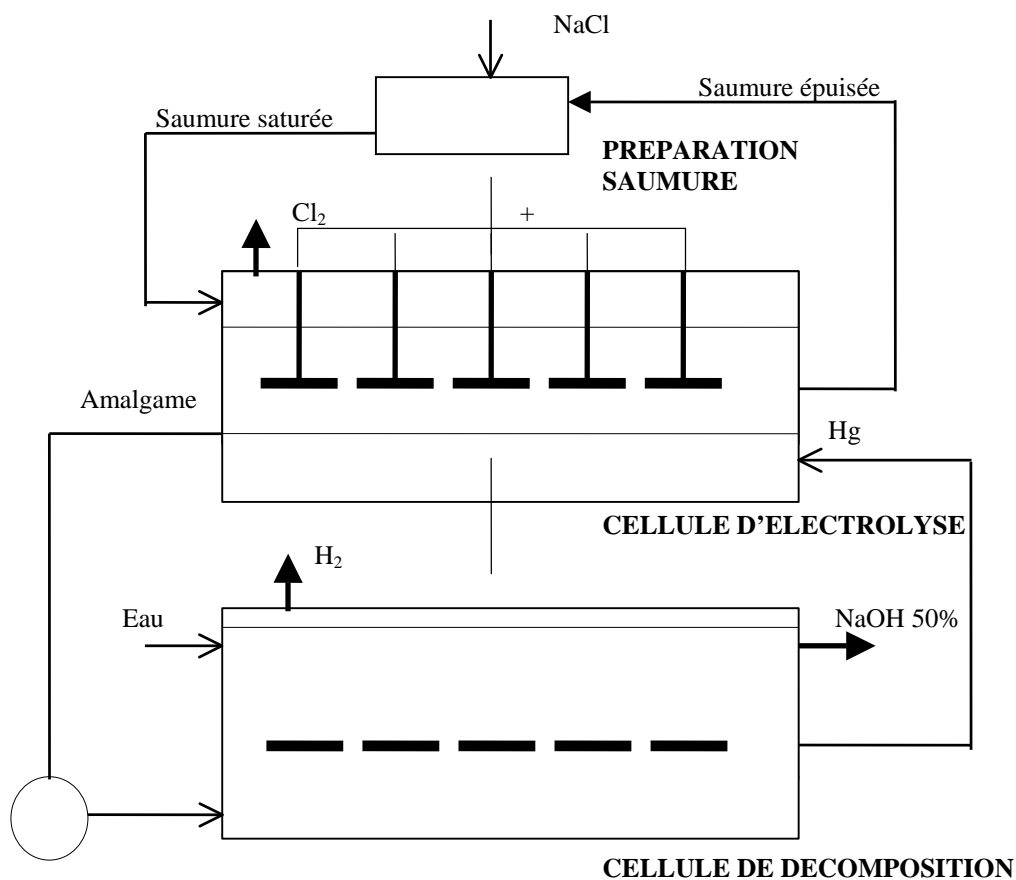 NaCl
Saumure épuisée
Saumure saturée
PREPARATION
SAUMURE
Cl₂
+
Amalgame
Hg
CELLULE D'ELECTROLYSE
H₂
Eau
NaOH 50%
CELLULE DE DECOMPOSITION